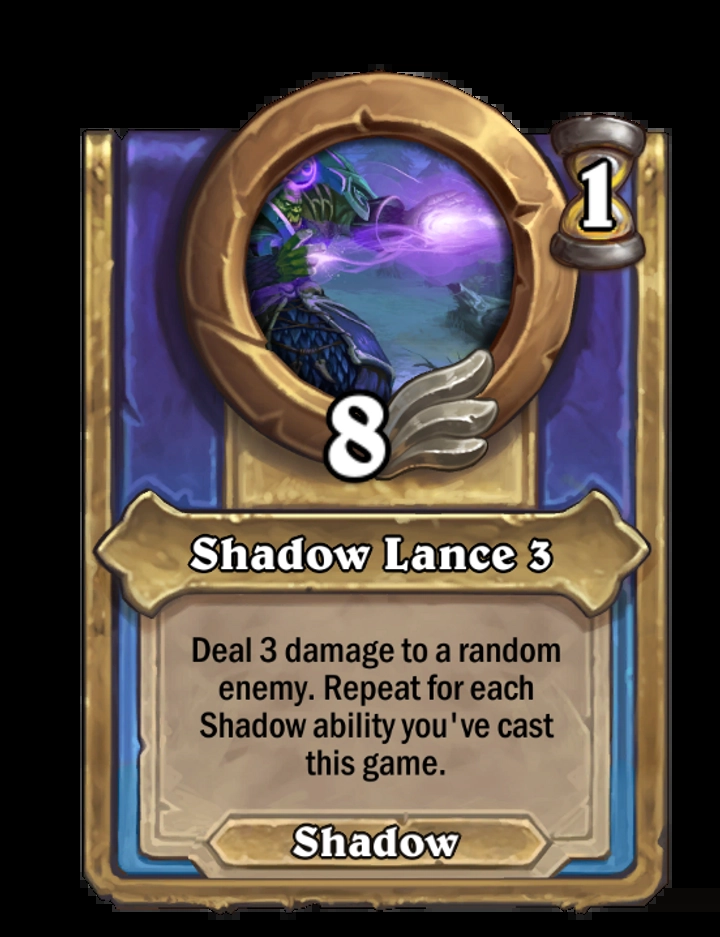 1
8
Shadow Lance 3
Deal 3 damage to a random
enemy. Repeat for each
Shadow ability you've cast
this game.
Shadow